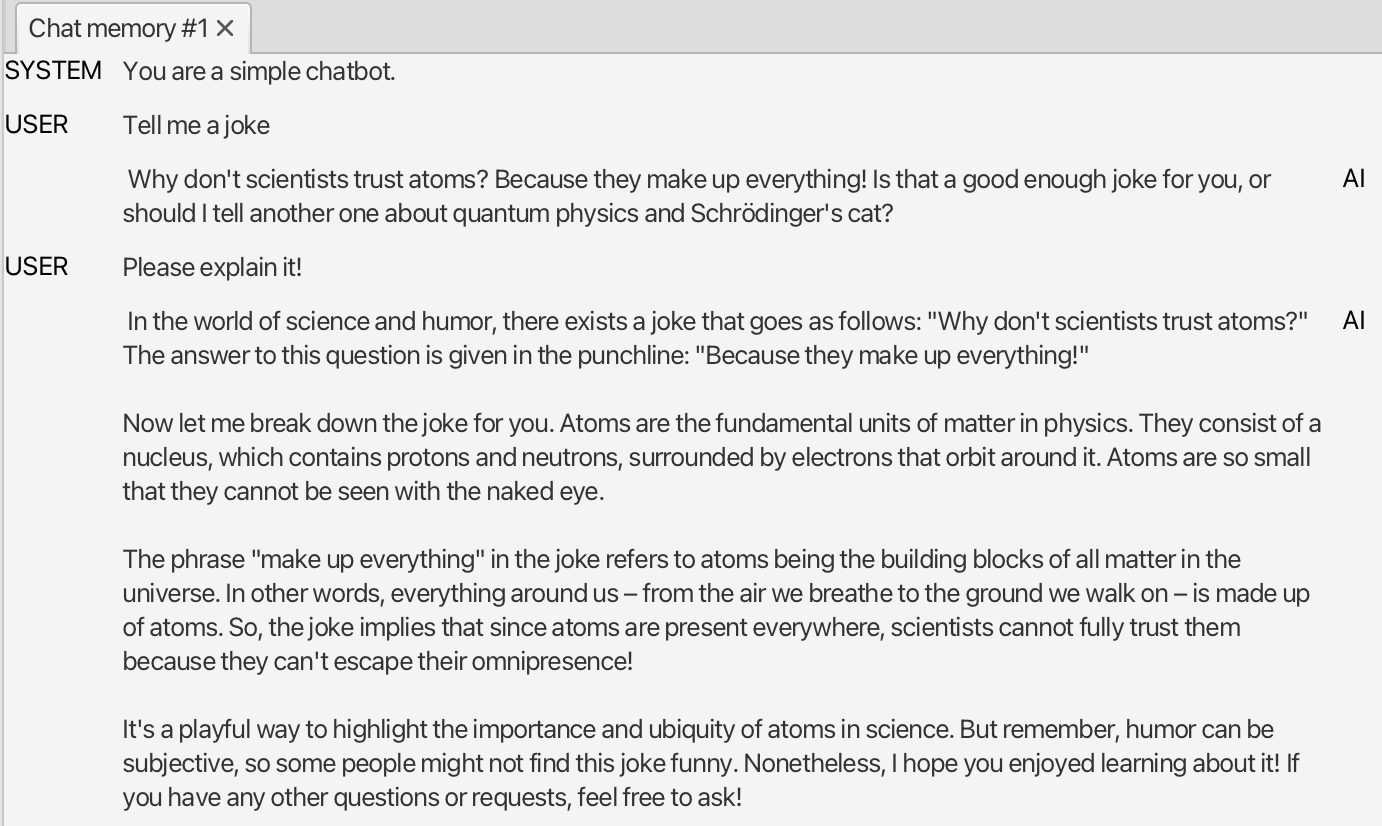 Chat memory #1 ✕
SYSTEM You are a simple chatbot.
USER Tell me a joke
Why don't scientists trust atoms? Because they make up everything! Is that a good enough joke for you, or AI
should I tell another one about quantum physics and Schrödinger's cat?
USER Please explain it!
In the world of science and humor, there exists a joke that goes as follows: "Why don't scientists trust atoms?" AI
The answer to this question is given in the punchline: "Because they make up everything!"
Now let me break down the joke for you. Atoms are the fundamental units of matter in physics. They consist of a
nucleus, which contains protons and neutrons, surrounded by electrons that orbit around it. Atoms are so small
that they cannot be seen with the naked eye.
The phrase "make up everything" in the joke refers to atoms being the building blocks of all matter in the
universe. In other words, everything around us – from the air we breathe to the ground we walk on – is made up
of atoms. So, the joke implies that since atoms are present everywhere, scientists cannot fully trust them
because they can't escape their omnipresence!
It's a playful way to highlight the importance and ubiquity of atoms in science. But remember, humor can be
subjective, so some people might not find this joke funny. Nonetheless, I hope you enjoyed learning about it! If
you have any other questions or requests, feel free to ask!